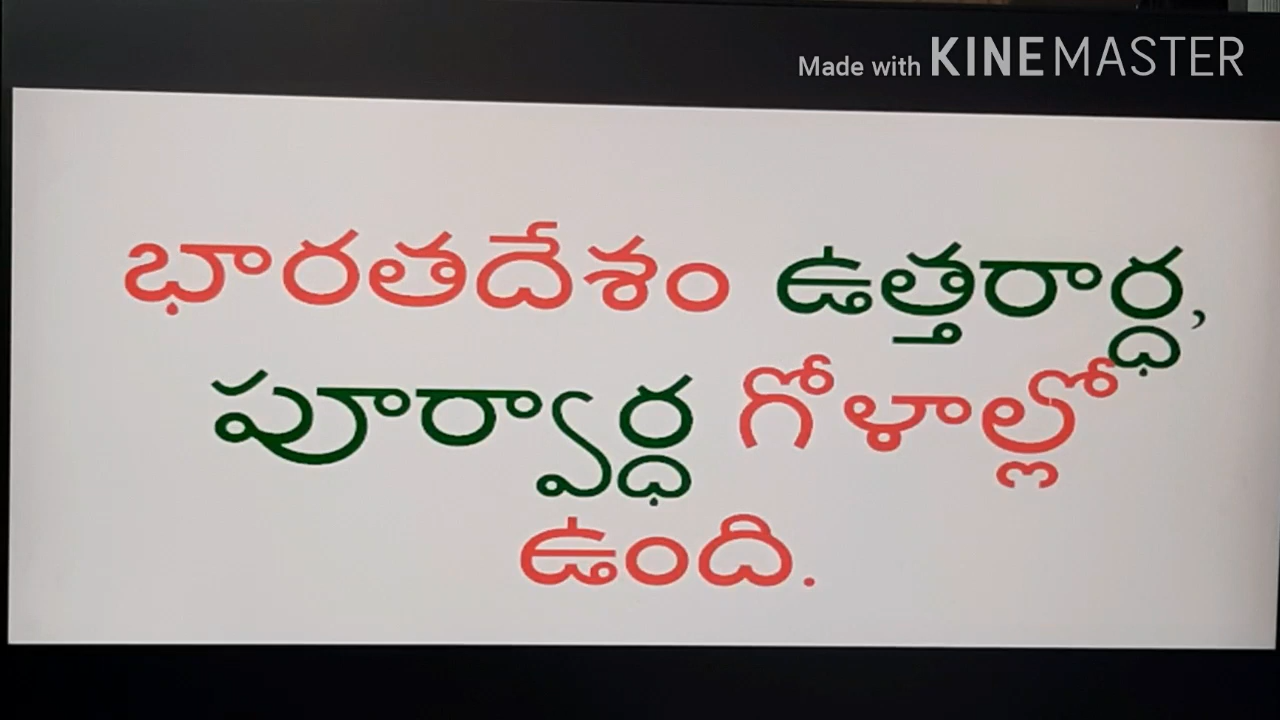 Made with KINEMASTER
భారతదేశం ఉత్తరార్ధ,
పూర్వార్ధ గోళాల్లో
ఉంది.